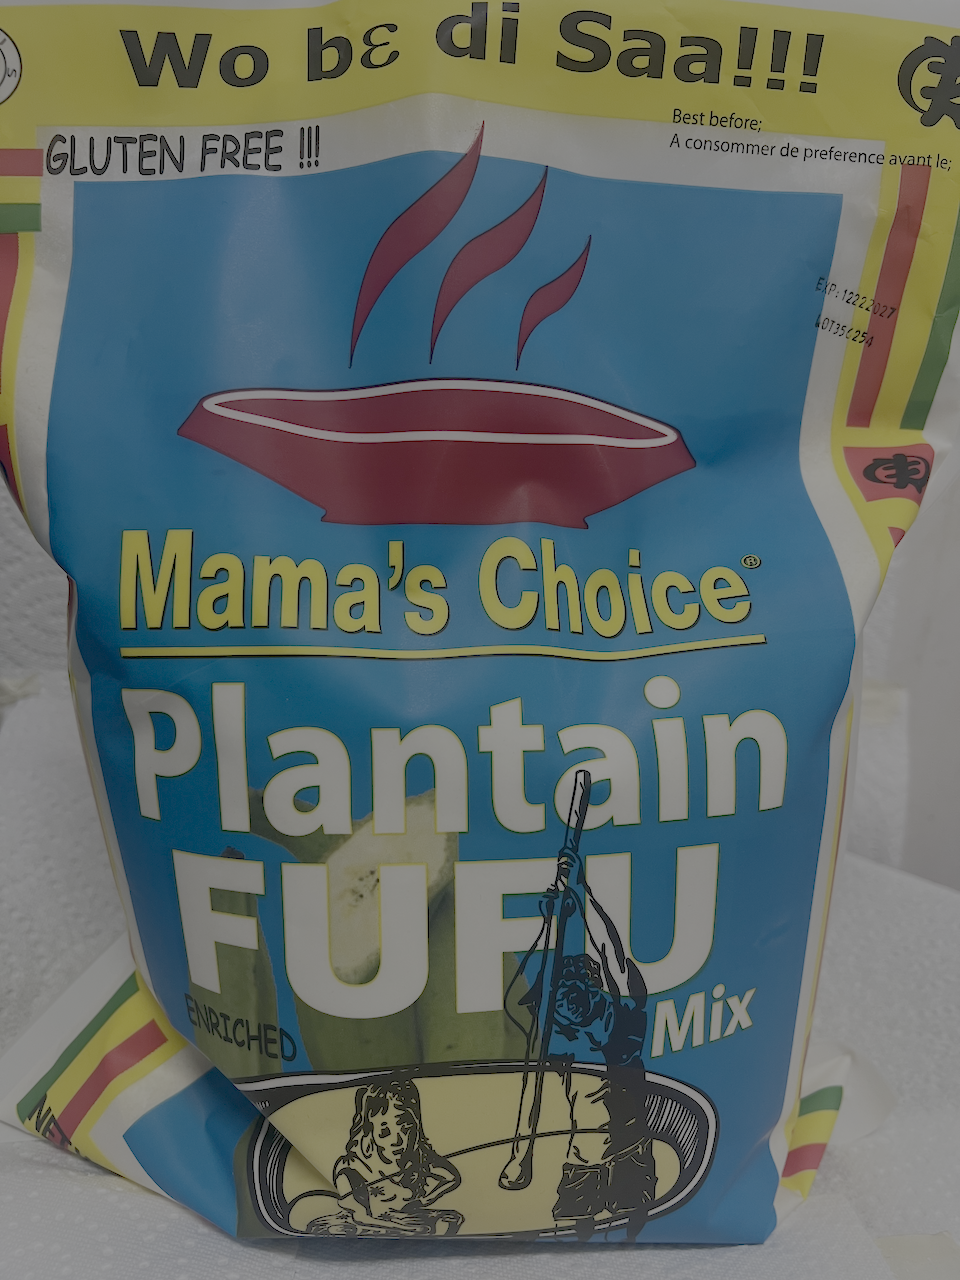 Wo bɛ di Saa!!!
Best before;
A consommer de preference avant le;
GLUTEN FREE !!!
EXP: 12222027
LOT356254
Mama's Choice®
Plantain
FUFU
Mix
ENRICHED